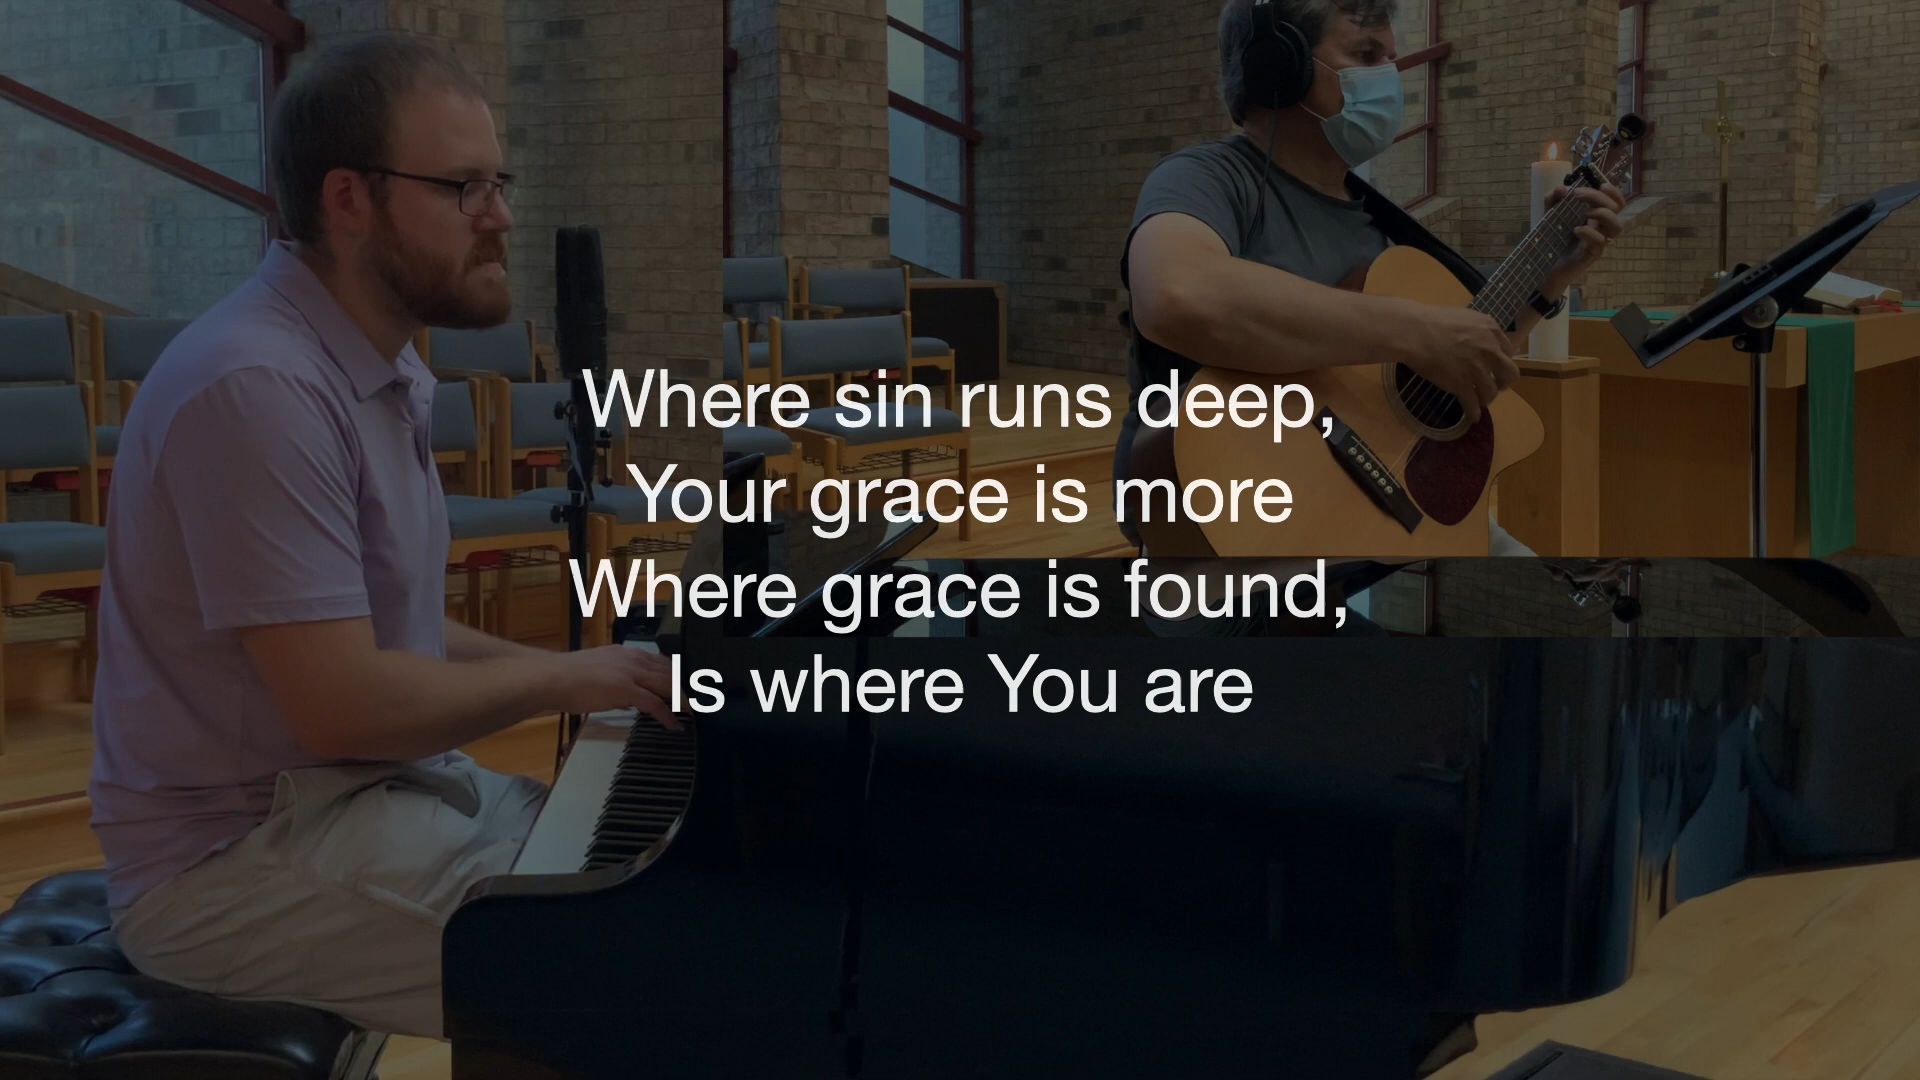 Where sin runs deep,
Your grace is more
Where grace is found,
Is where You are